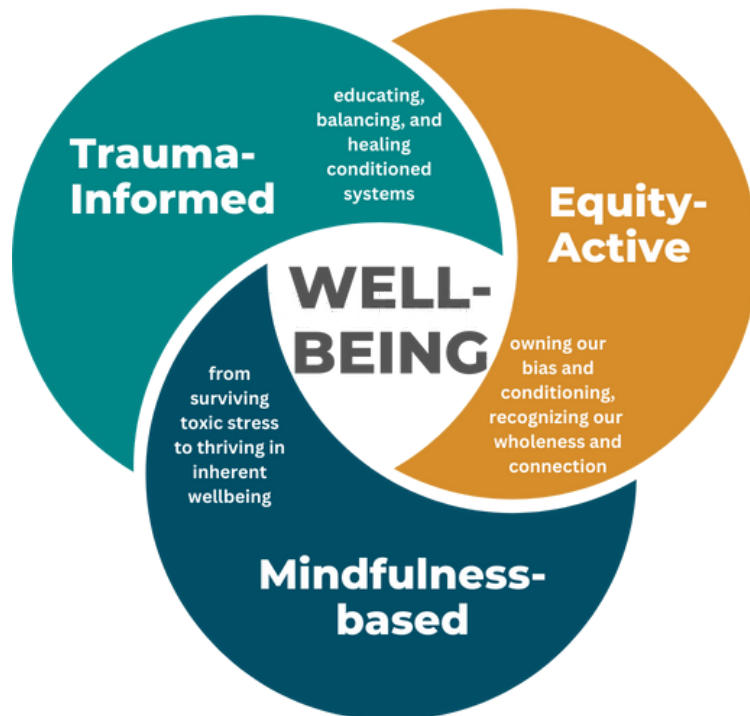 Trauma-
Informed
educating,
balancing, and
healing
conditioned
systems
Equity-
Active
owning our
bias and
conditioning,
recognizing our
wholeness and
connection
WELL-
BEING
from
surviving
toxic stress
to thriving in
inherent
wellbeing
Mindfulness-
based